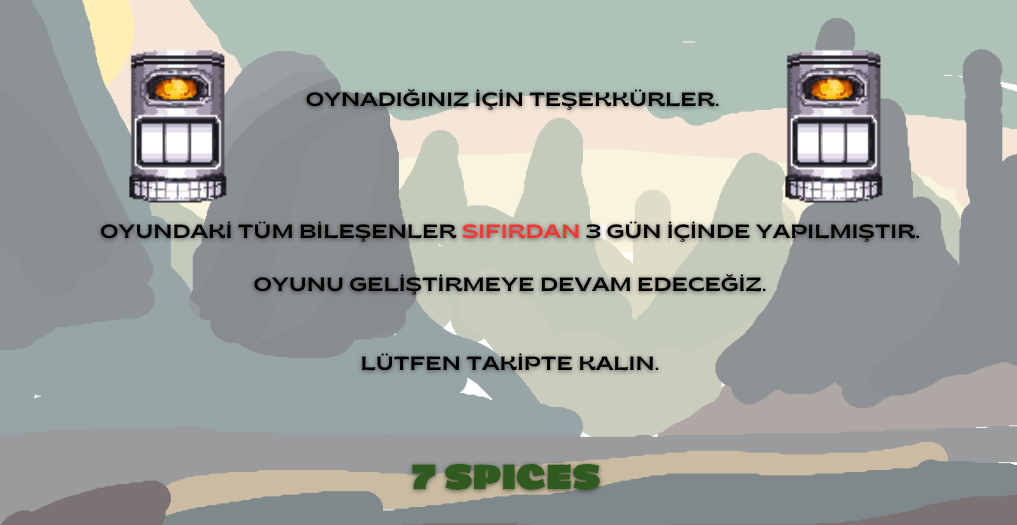 OYNADIĞINIZ İÇİN TEŞEKKÜRLER.
OYUNDAKİ TÜM BİLEŞENLER SIFIRDAN 3 GÜN İÇİNDE YAPILMIŞTIR.
OYUNU GELİŞTİRMEYE DEVAM EDECEĞİZ.
LÜTFEN TAKİPTE KALIN.
7 SPICES